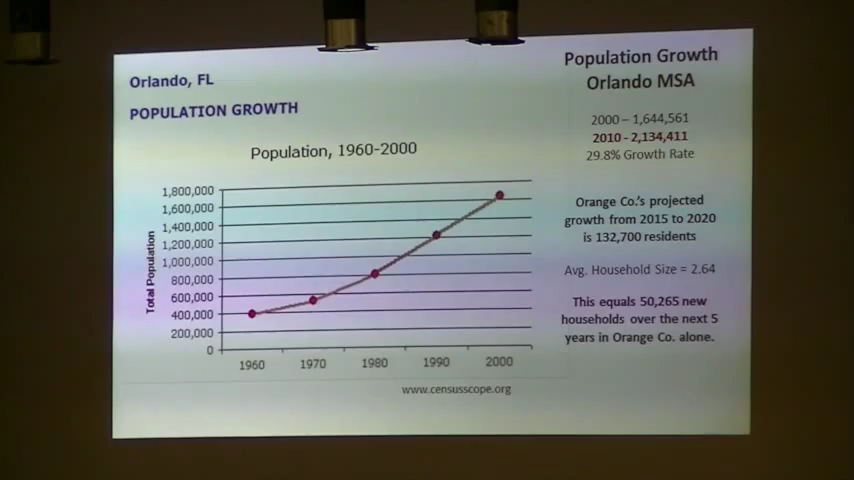 Orlando, FL
POPULATION GROWTH
Population, 1960-2000
Total Population
1,800,000
1,600,000
1,400,000
1,200,000
1,000,000
800,000
600,000
400,000
200,000
0
1960 1970 1980 1990 2000
www.censusscope.org
Population Growth
Orlando MSA
2000 – 1,644,561
2010 - 2,134,411
29.8% Growth Rate
Orange Co.'s projected
growth from 2015 to 2020
is 132,700 residents
Avg. Household Size = 2.64
This equals 50,265 new
households over the next 5
years in Orange Co. alone.